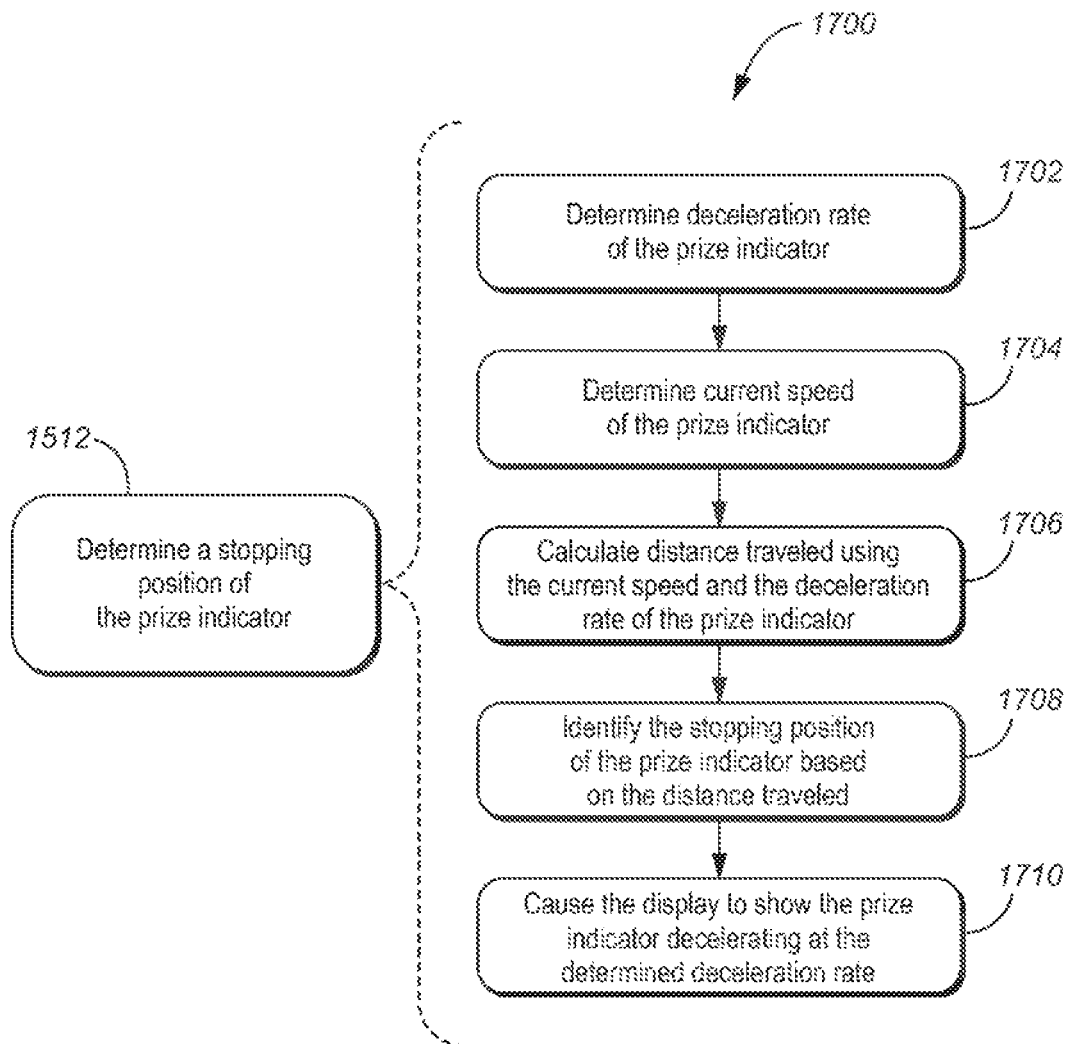 1700
1702
Determine deceleration rate
of the prize indicator
1704
Determine current speed
of the prize indicator
1512
Determine a stopping
position of
the prize indicator
1706
Calculate distance traveled using
the current speed and the deceleration
rate of the prize indicator
1708
Identify the stopping position
of the prize indicator based
on the distance traveled
1710
Cause the display to show the prize
indicator decelerating at the
determined deceleration rate